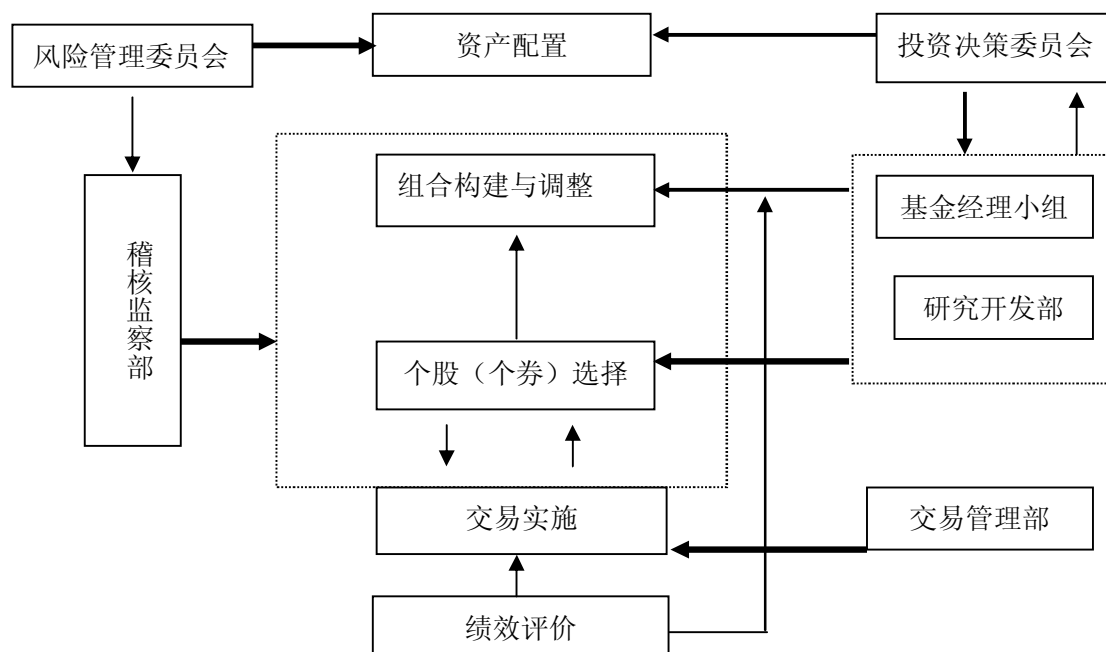 风险管理委员会
资产配置
投资决策委员会
组合构建与调整
基金经理小组
稽核监察部
研究开发部
个股（个券）选择
交易实施
交易管理部
绩效评价